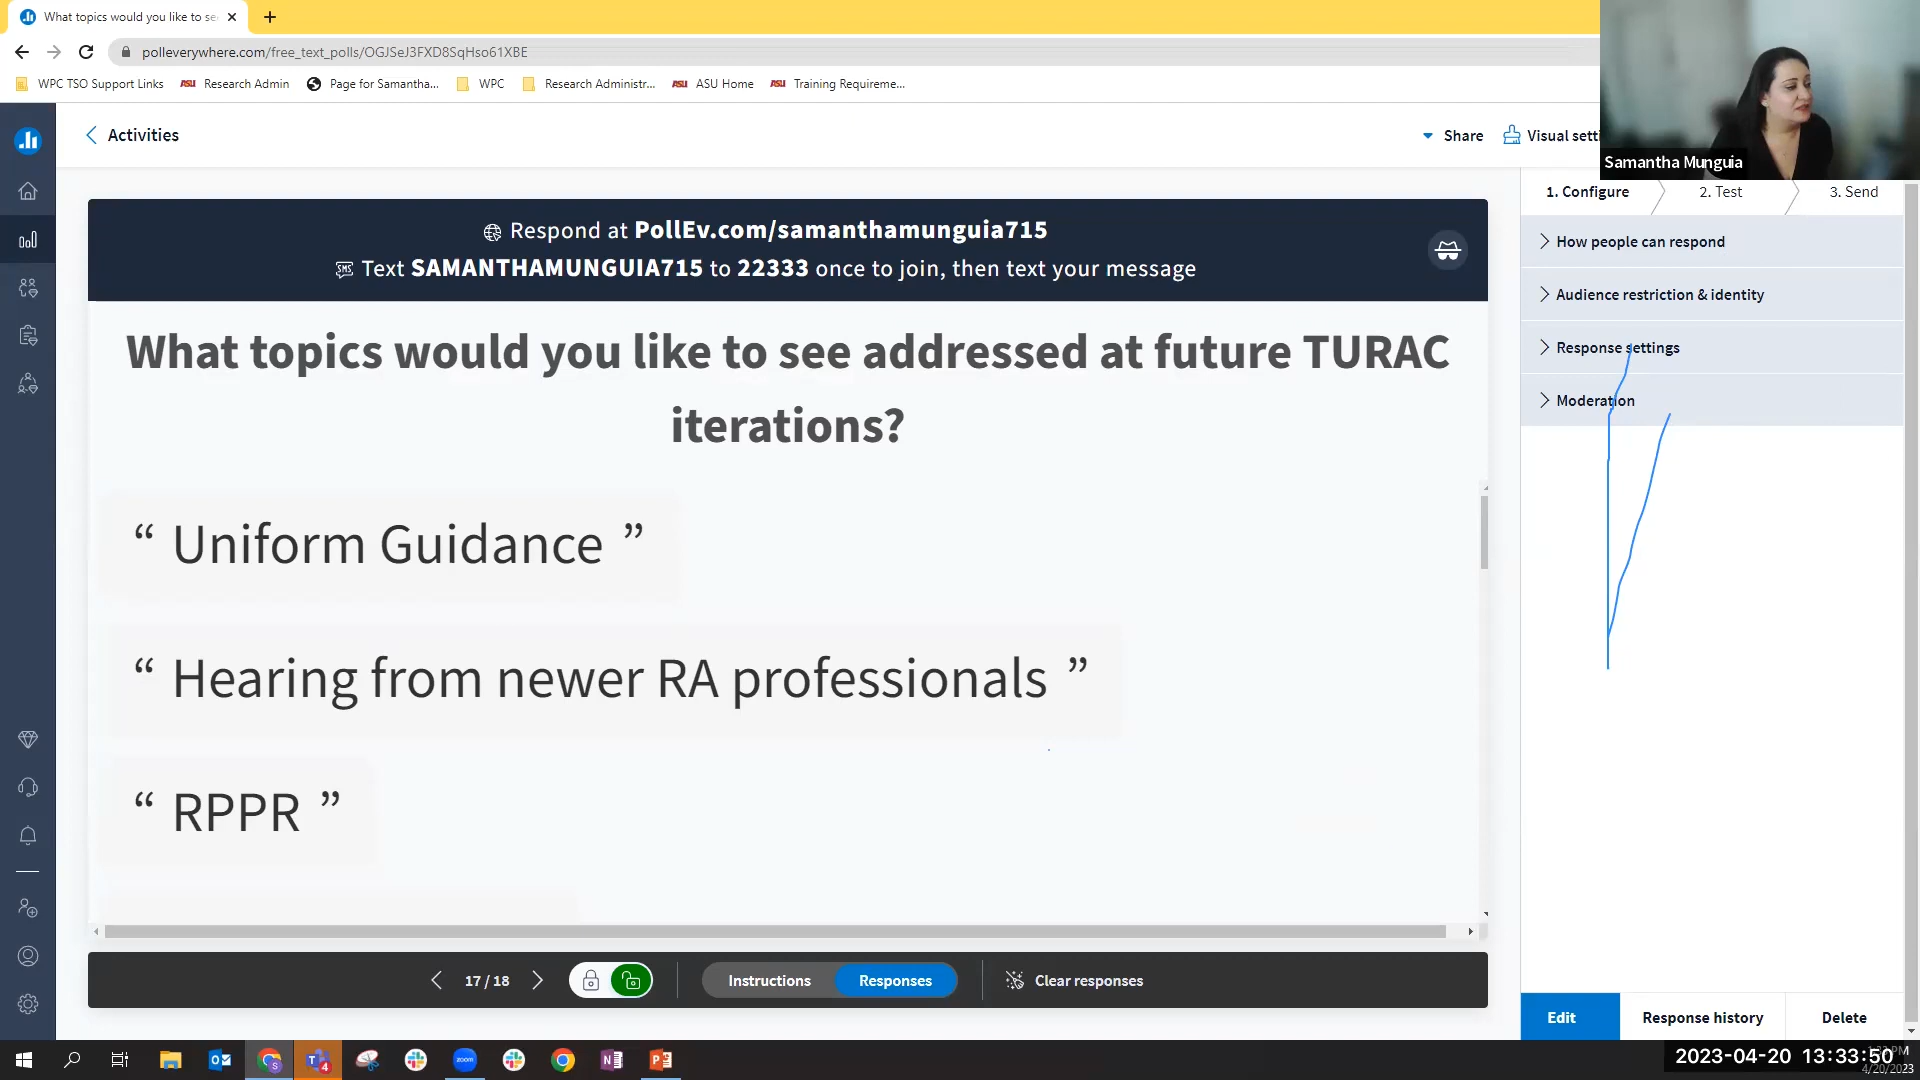 What topics would you like to se
polleverywhere.com/free_text_polls/OGJSeJ3FXD8SqHso61XBE
WPC TSO Support Links ASU Research Admin Page for Samantha... WPC Research Administr... ASU ASU Home ASU Training Requireme...
Samantha Munguia
Activities
Share Visual setti
1. Configure 2. Test 3. Send
Respond at PollEv.com/samanthamunguia715
SMS Text SAMANTHAMUNGUIA715 to 22333 once to join, then text your message
How people can respond
Audience restriction & identity
Response settings
Moderation
What topics would you like to see addressed at future TURAC
iterations?
“ Uniform Guidance ”
“ Hearing from newer RA professionals ”
“ RPPR ”
17 / 18 Instructions Responses Clear responses
Edit Response history Delete
2023-04-20 13:33:50
4/20/2023